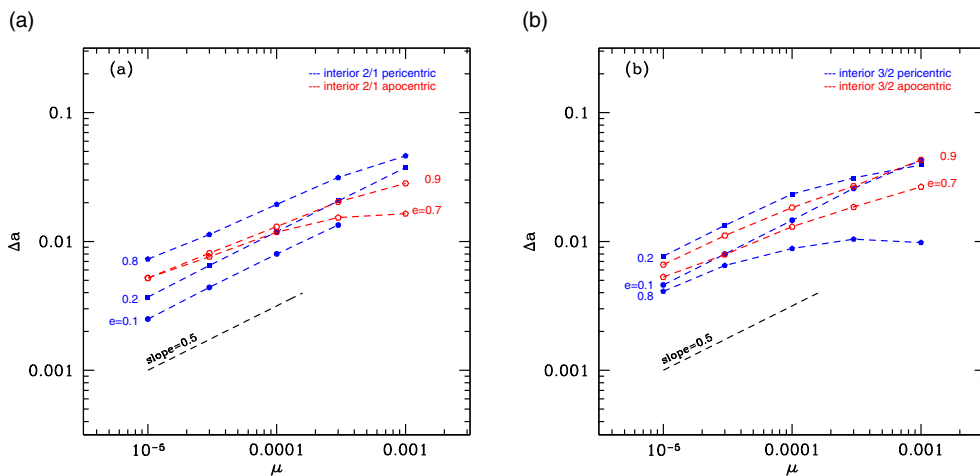 (a)
(a)
interior 2/1 pericentric
interior 2/1 apocentric
0.1
0.01
0.001
Δa
0.8
0.2
e=0.1
0.9
e=0.7
slope=0.5
10⁻⁵
0.0001
0.001
μ
(b)
(b)
interior 3/2 pericentric
interior 3/2 apocentric
0.1
0.01
0.001
Δa
0.2
e=0.1
0.8
0.9
e=0.7
slope=0.5
10⁻⁵
0.0001
0.001
μ